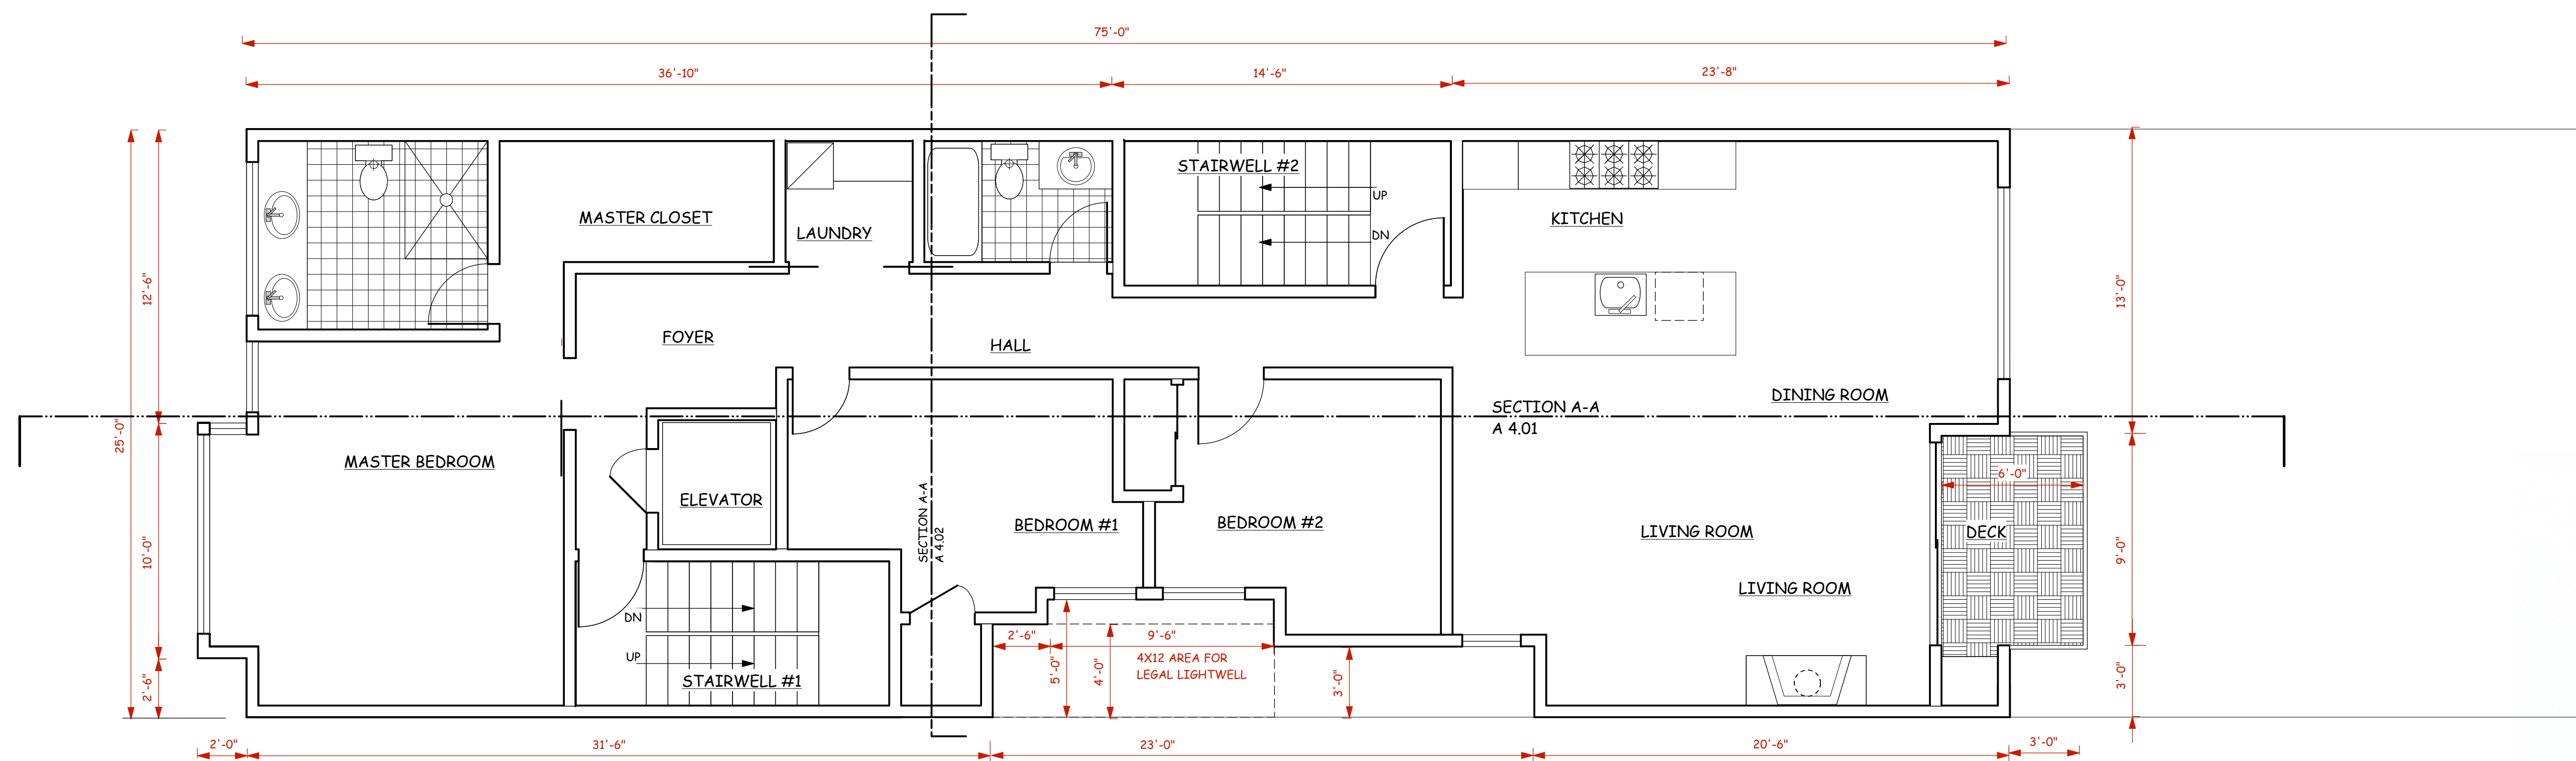 75'-0"
36'-10"
14'-6"
23'-8"
STAIRWELL #2
UP
DN
MASTER CLOSET
LAUNDRY
KITCHEN
12'-6"
13'-0"
FOYER
HALL
DINING ROOM
SECTION A-A
A 4.01
25'-0"
MASTER BEDROOM
ELEVATOR
SECTION A-A
A 4.02
BEDROOM #1
BEDROOM #2
LIVING ROOM
6'-0"
DECK
10'-0"
9'-0"
LIVING ROOM
DN
UP
STAIRWELL #1
2'-6"
9'-6"
4X12 AREA FOR
LEGAL LIGHTWELL
5'-0"
4'-0"
3'-0"
2'-6"
3'-0"
2'-0"
31'-6"
23'-0"
20'-6"
3'-0"